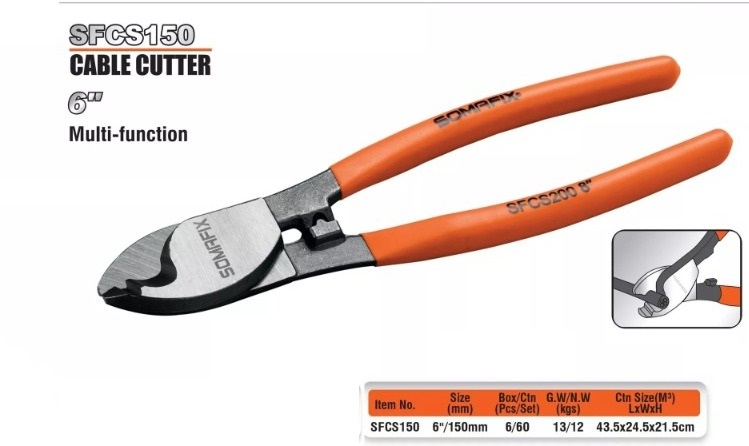 SFCS150
CABLE CUTTER
6"
Multi-function
SOMAFIX
SFCS200 8"
SOMAFIX
Item No. Size (mm) Box/Ctn (Pcs/Set) G.W/N.W (kgs) Ctn Size(M³) LxWxH
SFCS150 6"/150mm 6/60 13/12 43.5x24.5x21.5cm